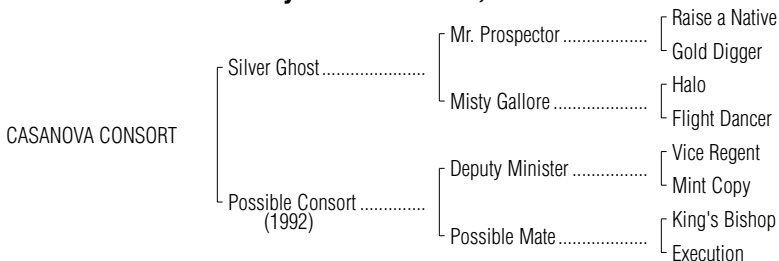 Raise a Native
Mr. Prospector ....................
Gold Digger
Silver Ghost ......................
Halo
Misty Gallore ....................
Flight Dancer
CASANOVA CONSORT
Vice Regent
Deputy Minister ................
Mint Copy
Possible Consort ..............
(1992)
King's Bishop
Possible Mate ...................
Execution